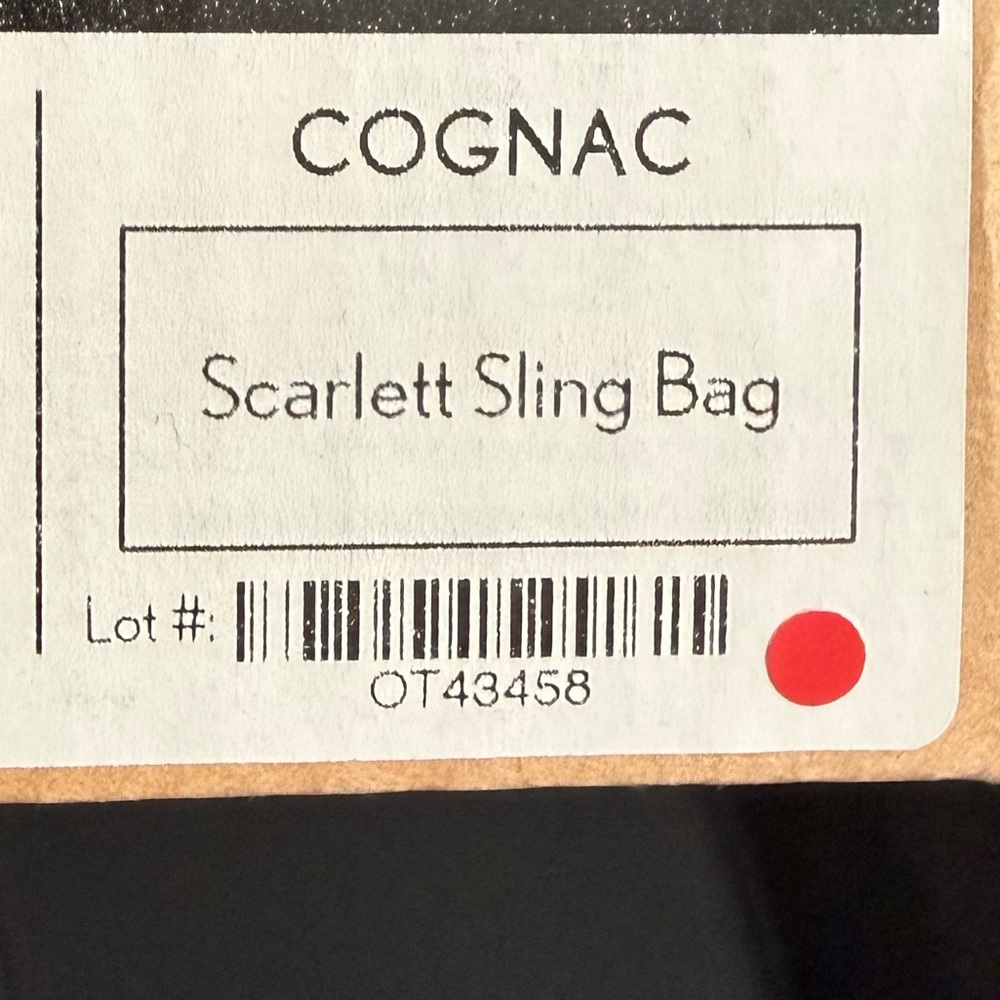 COGNAC
Scarlett Sling Bag
Lot #:
OT43458